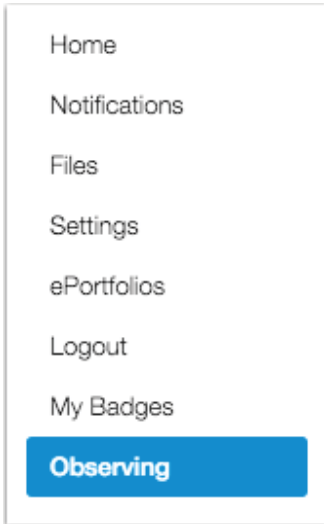 Home
Notifications
Files
Settings
ePortfolios
Logout
My Badges
Observing